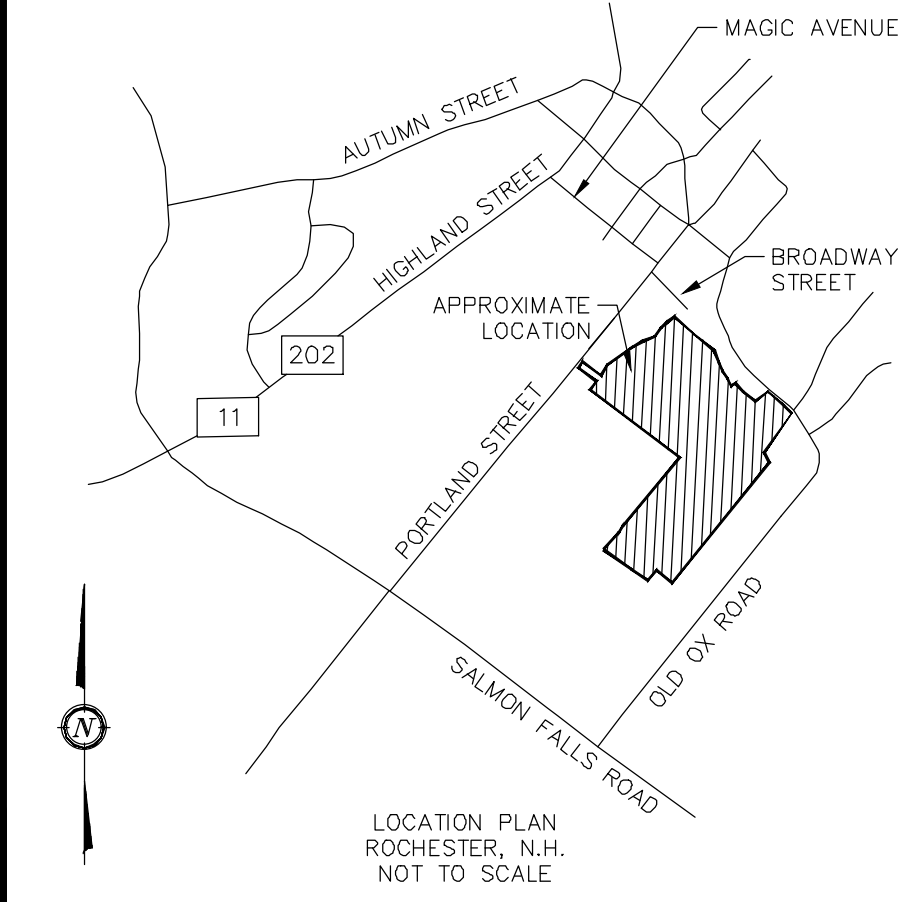 MAGIC AVENUE
AUTUMN STREET
HIGHLAND STREET
BROADWAY
STREET
APPROXIMATE
LOCATION
202
11
PORTLAND STREET
OLD OX ROAD
SALMON FALLS ROAD
N
LOCATION PLAN
ROCHESTER, N.H.
NOT TO SCALE